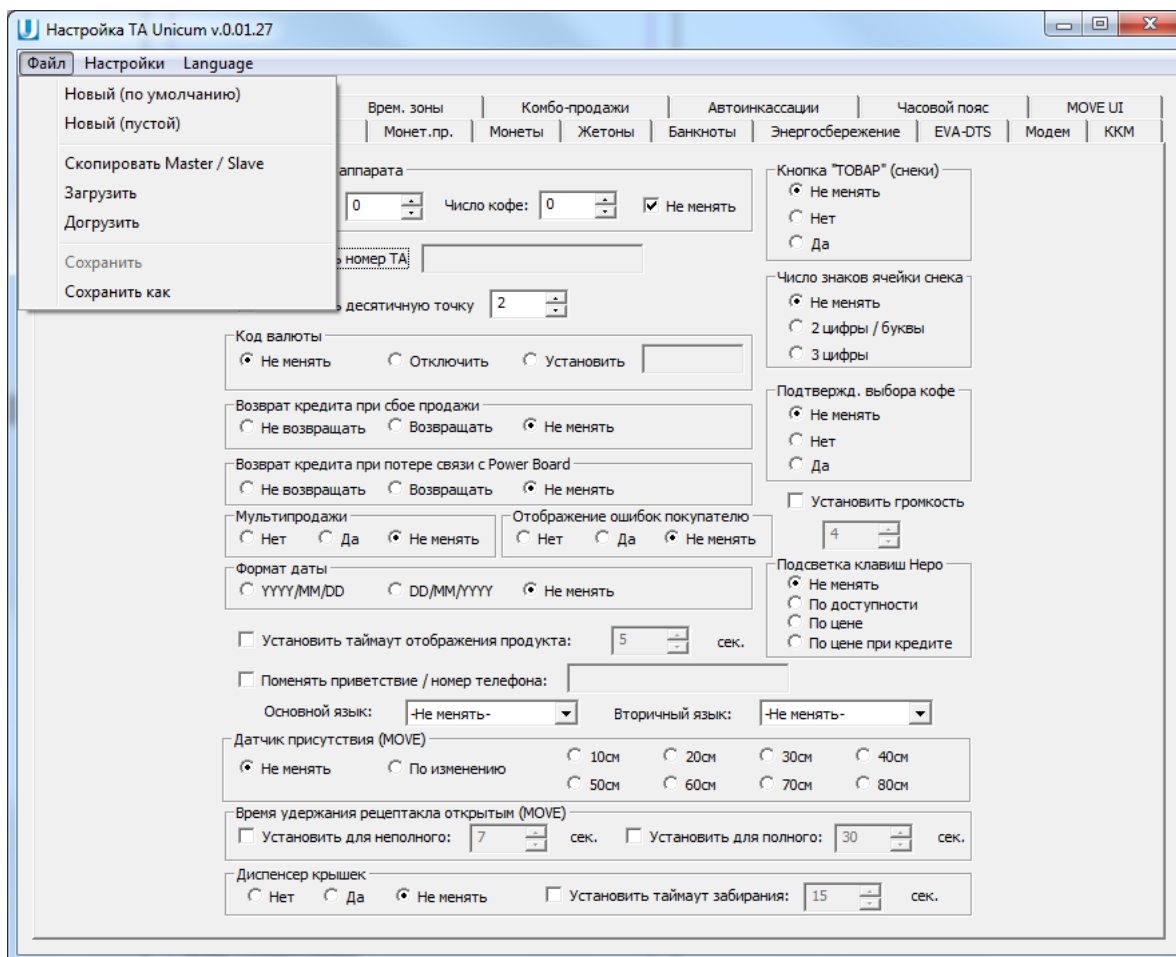 Настройка TA Unicum v.0.01.27
Файл Настройки Language
Новый (по умолчанию)
Новый (пустой)
Скопировать Master / Slave
Загрузить
Догрузить
Сохранить
Сохранить как
Врем. зоны Комбо-продажи Автоинкассации Часовой пояс MOVE UI
Монет.пр. Монеты Жетоны Банкноты Энергосбережение EVA-DTS Модем ККМ
аппарата
0 Число кофе: 0 Не менять
номер ТА
десятичную точку 2
Код валюты
Не менять Отключить Установить
Возврат кредита при сбое продажи
Не возвращать Возвращать Не менять
Возврат кредита при потере связи с Power Board
Не возвращать Возвращать Не менять
Мультипродажи
Нет Да Не менять
Отображение ошибок покупателю
Нет Да Не менять
Формат даты
YYYY/MM/DD DD/MM/YYYY Не менять
Установить таймаут отображения продукта: 5 сек.
Поменять приветствие / номер телефона:
Основной язык: -Не менять- Вторичный язык: -Не менять-
Кнопка "ТОВАР" (снеки)
Не менять
Нет
Да
Число знаков ячейки снека
Не менять
2 цифры / буквы
3 цифры
Подтвержд. выбора кофе
Не менять
Нет
Да
Установить громкость
4
Подсветка клавиш Неро
Не менять
По доступности
По цене
По цене при кредите
Датчик присутствия (MOVE)
Не менять По изменению 10см 20см 30см 40см
50см 60см 70см 80см
Время удержания рецептакла открытым (MOVE)
Установить для неполного: 7 сек. Установить для полного: 30 сек.
Диспенсер крышек
Нет Да Не менять Установить таймаут забирания: 15 сек.